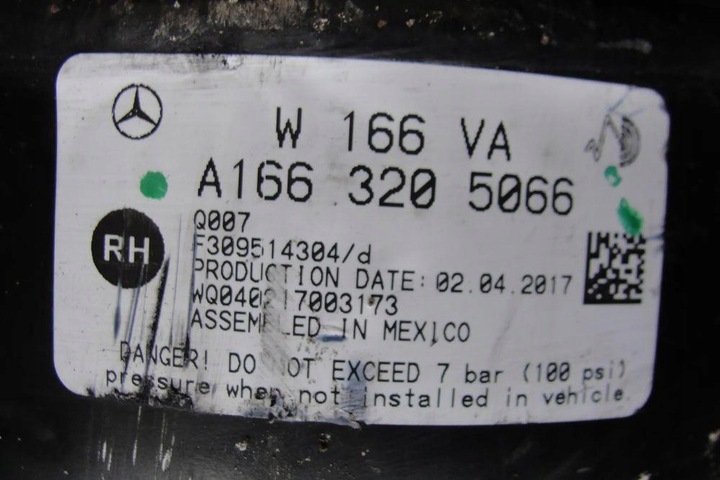 W 166 VA
A166 320 5066
RH
Q007
F309514304/d
PRODUCTION DATE: 02.04.2017
ASSEMBLED IN MEXICO
DANGER! DO NOT EXCEED 7 bar (100 psi)
pressure when not installed in vehicle.